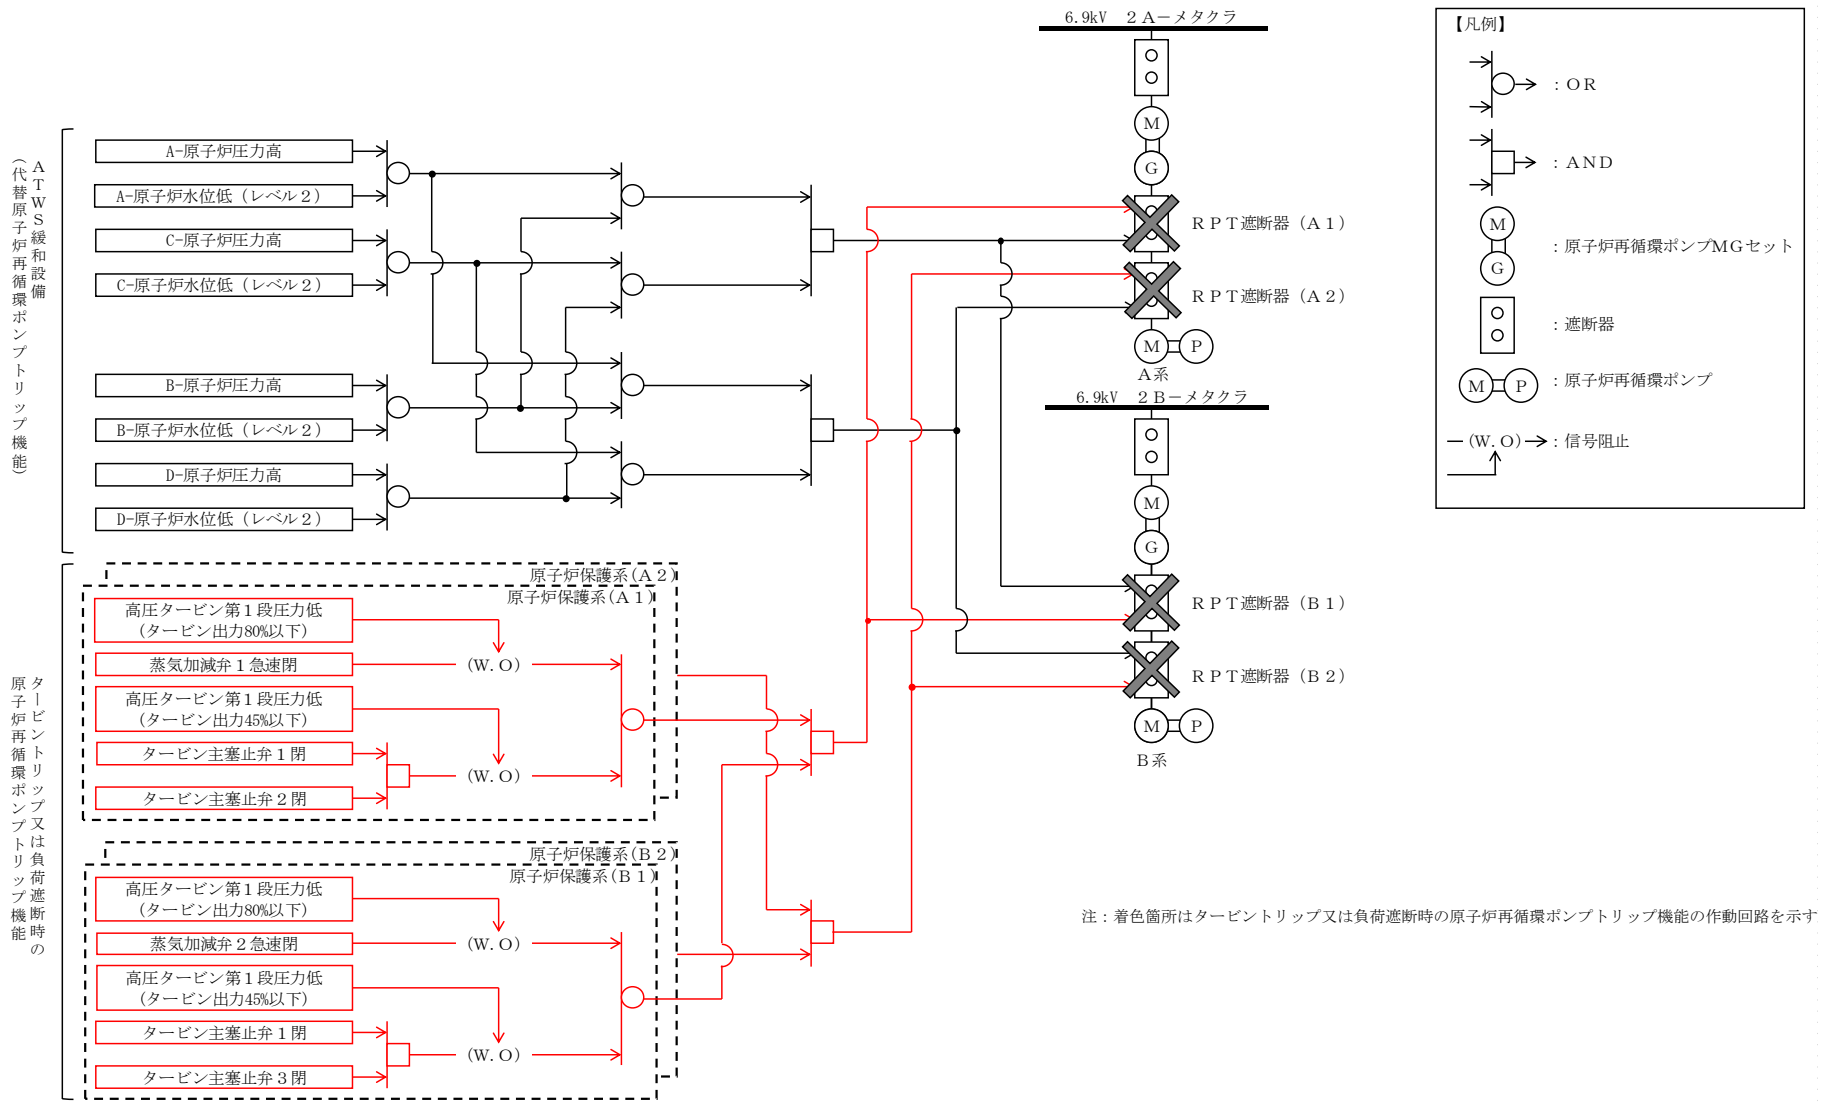 ATWS緩和設備
（代替原子炉再循環ポンプトリップ機能）
A-原子炉圧力高
A-原子炉水位低（レベル２）
C-原子炉圧力高
C-原子炉水位低（レベル２）
B-原子炉圧力高
B-原子炉水位低（レベル２）
D-原子炉圧力高
D-原子炉水位低（レベル２）
タービントリップ又は負荷遮断時の
原子炉再循環ポンプトリップ機能
原子炉保護系(Ａ２)
原子炉保護系(Ａ１)
高圧タービン第１段圧力低
(タービン出力80%以下)
(W.O)
蒸気加減弁１急速閉
高圧タービン第１段圧力低
(タービン出力45%以下)
タービン主塞止弁１閉
(W.O)
タービン主塞止弁２閉
原子炉保護系(Ｂ２)
原子炉保護系(Ｂ１)
高圧タービン第１段圧力低
(タービン出力80%以下)
(W.O)
蒸気加減弁２急速閉
高圧タービン第１段圧力低
(タービン出力45%以下)
タービン主塞止弁１閉
(W.O)
タービン主塞止弁３閉
6.9kV　２Ａ－メタクラ
M
G
ＲＰＴ遮断器（Ａ１）
ＲＰＴ遮断器（Ａ２）
M
P
Ａ系
6.9kV　２Ｂ－メタクラ
M
G
ＲＰＴ遮断器（Ｂ１）
ＲＰＴ遮断器（Ｂ２）
M
P
Ｂ系
【凡例】
：ＯＲ
：ＡＮＤ
M
G
：原子炉再循環ポンプＭＧセット
：遮断器
M
P
：原子炉再循環ポンプ
(W.O)
：信号阻止
注：着色箇所はタービントリップ又は負荷遮断時の原子炉再循環ポンプトリップ機能の作動回路を示す